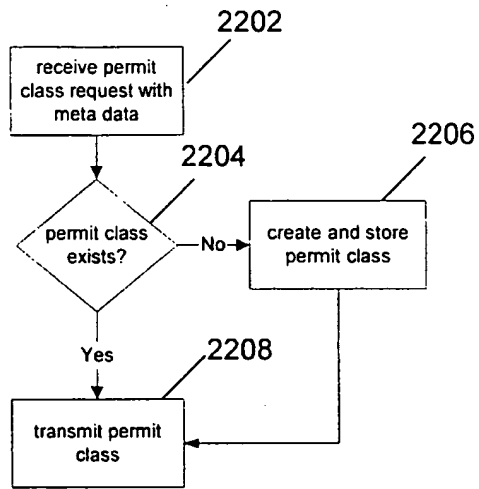 2202
receive permit
class request with
meta data
2204
2206
permit class
exists?
No
create and store
permit class
Yes
2208
transmit permit
class